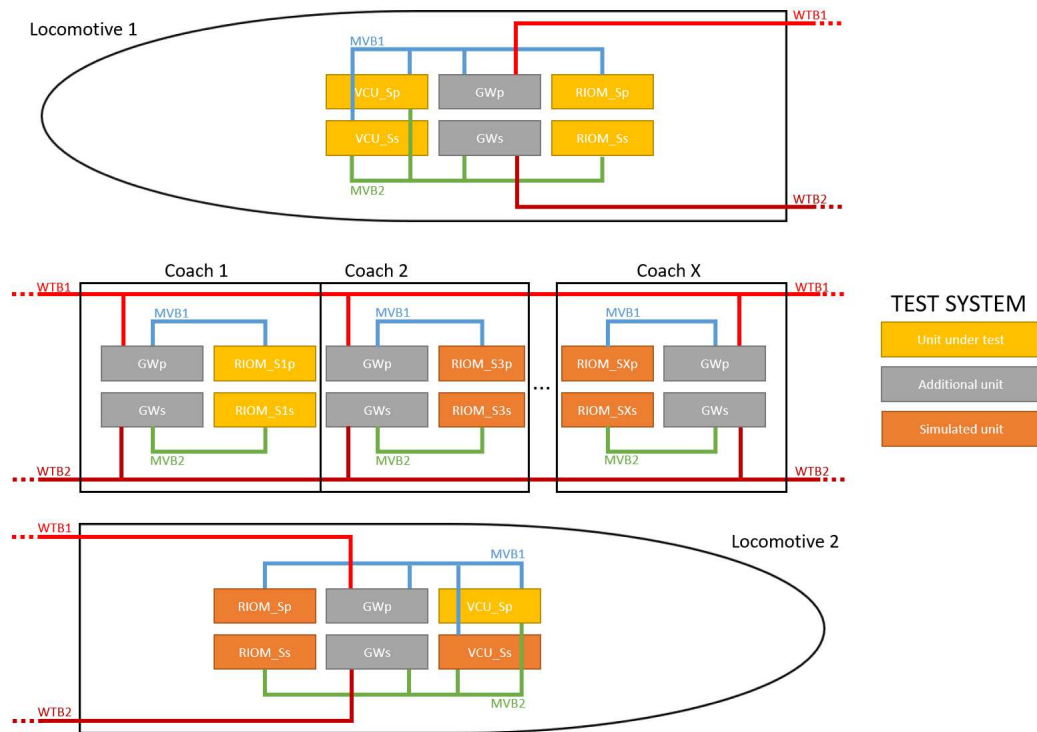 Locomotive 1
WTB1
MVB1
VCU_Sp
GWp
RIOM_Sp
VCU_Ss
GWs
RIOM_Ss
MVB2
WTB2
Coach 1
Coach 2
Coach X
WTB1
WTB1
MVB1
MVB1
MVB1
GWp
RIOM_S1p
GWp
RIOM_S3p
RIOM_SXp
GWp
...
GWs
RIOM_S1s
GWs
RIOM_S3s
RIOM_SXs
GWs
MVB2
MVB2
MVB2
WTB2
WTB2
TEST SYSTEM
Unit under test
Additional unit
Simulated unit
WTB1
Locomotive 2
MVB1
RIOM_Sp
GWp
VCU_Sp
RIOM_Ss
GWs
VCU_Ss
MVB2
WTB2